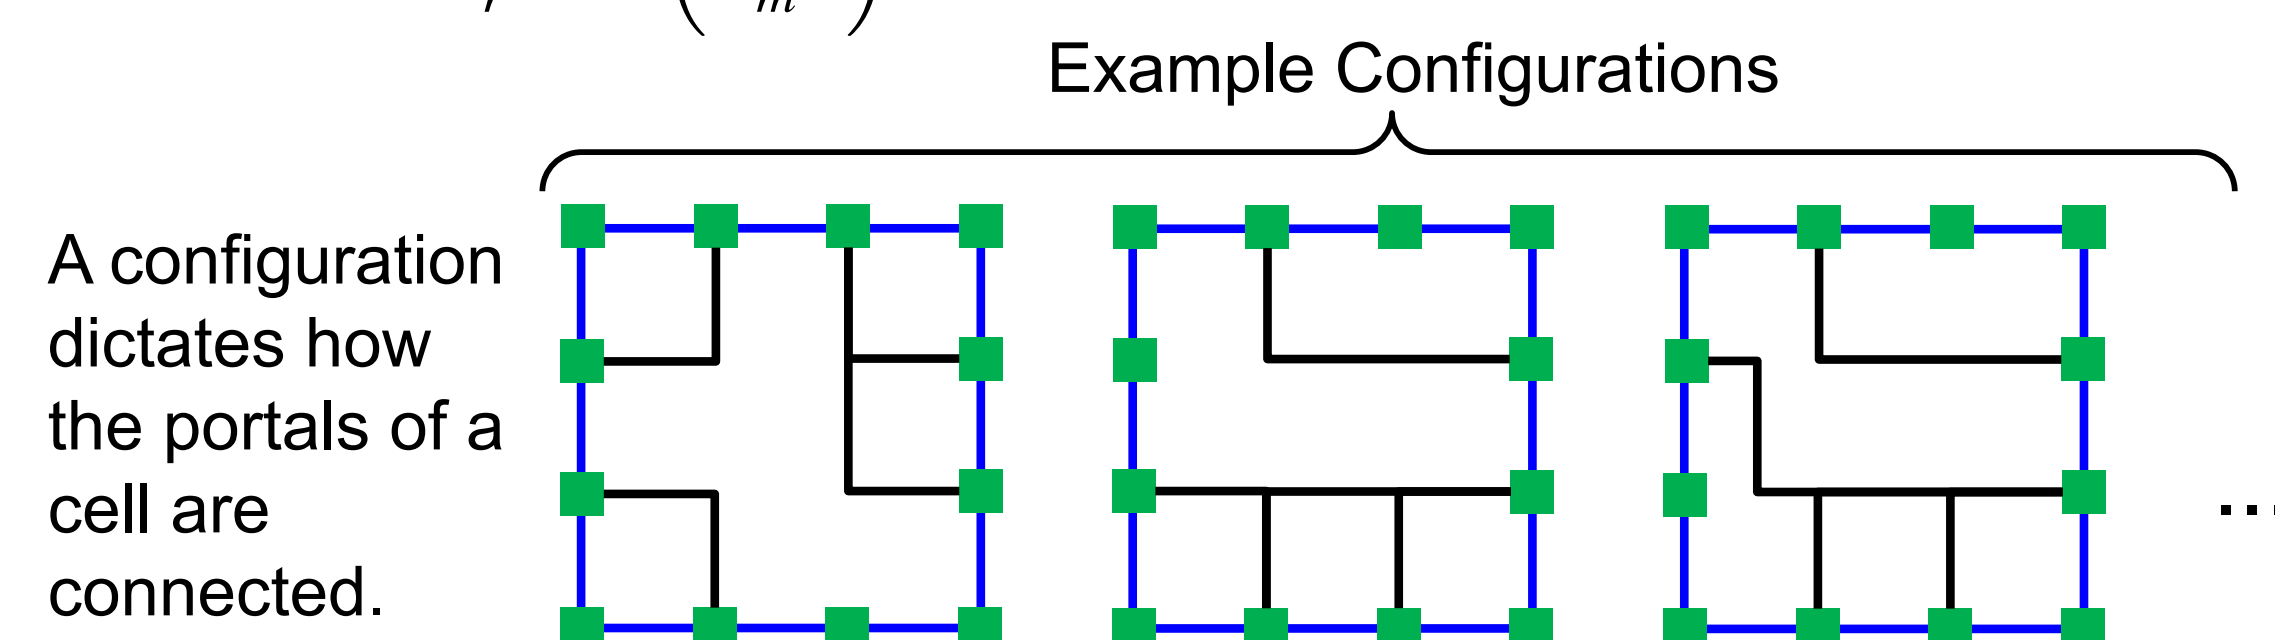 m
Example Configurations
A configuration
dictates how
the portals of a
cell are
connected.
...